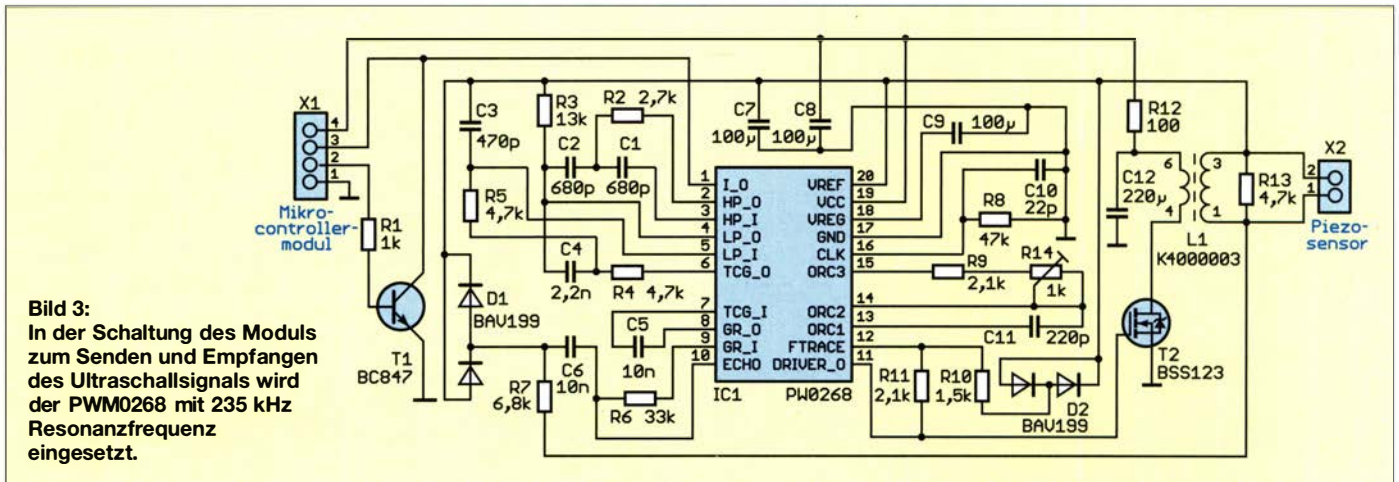 X1
4
3
2
1
Mikro-
controller-
modul
R1
1k
T1
BC847
C3
470p
R5
4,7k
D1
BAV199
R3
13k
R2 2,7k
C2
680p
C1
680p
C4
2,2n
R4 4,7k
C5
10n
C6
10n
R7
6,8k
R6 33k
C7
100µ
C8
100µ
1 I_O
2 HP_O
3 HP_I
4 LP_O
5 LP_I
6 TCG_O
7 TCG_I
8 GR_O
9 GR_I
10 ECHO
VREF 20
VCC 19
VREG 18
GND 17
CLK 16
ORC3 15
ORC2 14
ORC1 13
FTRACE 12
DRIVER_O 11
IC1 PW0268
C9 100µ
C10
22p
R8
47k
R9
2,1k
R14
1k
C11 220p
R11
2,1k
R10
1,5k
D2
BAV199
R12
100
C12
220µ
6 3
4 1
L1
K4000003
R13
4,7k
T2
BSS123
X2
2
1
Piezo-
sensor
Bild 3:
In der Schaltung des Moduls
zum Senden und Empfangen
des Ultraschallsignals wird
der PWM0268 mit 235 kHz
Resonanzfrequenz
eingesetzt.